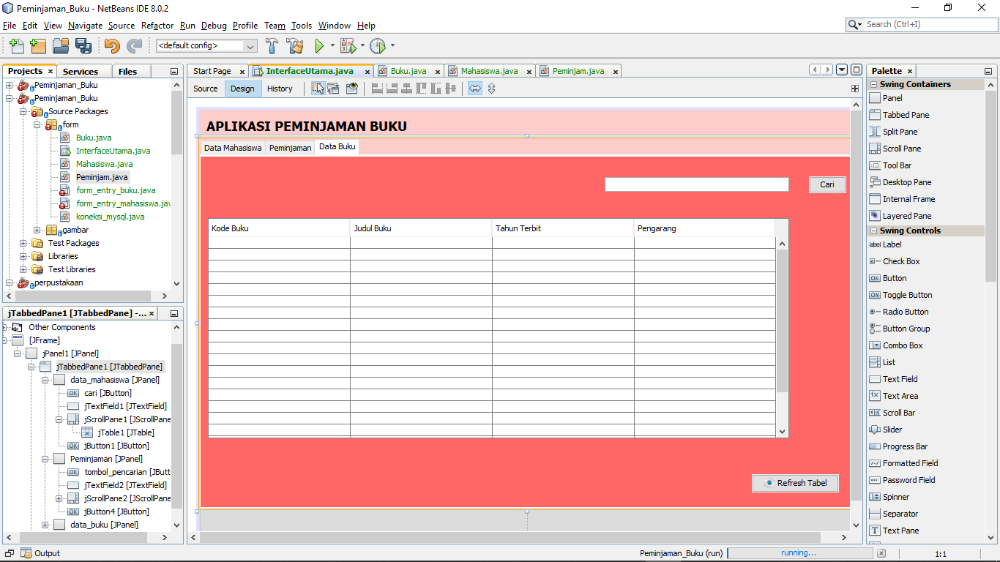 Peminjaman_Buku - NetBeans IDE 8.0.2
File Edit View Navigate Source Refactor Run Debug Profile Team Tools Window Help
Search (Ctrl+I)
<default config>
Projects Services Files
Peminjaman_Buku
Peminjaman_Buku
Source Packages
form
Buku.java
InterfaceUtama.java
Mahasiswa.java
Peminjam.java
form_entry_buku.java
form_entry_mahasiswa.jav
koneksi_mysql.java
gambar
Test Packages
Libraries
Test Libraries
perpustakaan
jTabbedPane1 [JTabbedPane] -...
Other Components
[JFrame]
jPanel1 [JPanel]
jTabbedPane1 [JTabbedPane]
data_mahasiswa [JPanel]
OK cari [JButton]
jTextField1 [JTextField]
jScrollPane1 [JScrollPane
jTable1 [JTable]
OK jButton1 [JButton]
Peminjaman [JPanel]
OK tombol_pencarian [JButt
jTextField2 [JTextField]
jScrollPane2 [JScrollPane
OK jButton4 [JButton]
data_buku [JPanel]
Start Page InterfaceUtama.java Buku.java Mahasiswa.java Peminjam.java
Source Design History
APLIKASI PEMINJAMAN BUKU
Data Mahasiswa Peminjaman Data Buku
Cari
Kode Buku Judul Buku Tahun Terbit Pengarang
Refresh Tabel
Palette
Swing Containers
Panel
Tabbed Pane
Split Pane
Scroll Pane
Tool Bar
Desktop Pane
Internal Frame
Layered Pane
Swing Controls
label Label
Check Box
OK Button
ON Toggle Button
Radio Button
Button Group
Combo Box
List
Text Field
Text Area
Scroll Bar
Slider
Progress Bar
Formatted Field
Password Field
Spinner
Separator
T Text Pane
Output
Peminjaman_Buku (run) running...
1:1